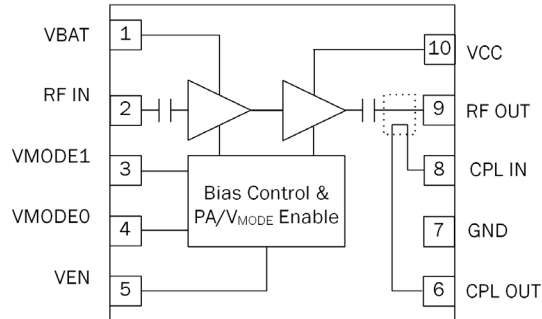 VBAT 1
10 VCC
RF IN 2
9 RF OUT
VMODE1 3
8 CPL IN
Bias Control &
PA/VMODE Enable
VMODE0 4
7 GND
VEN 5
6 CPL OUT